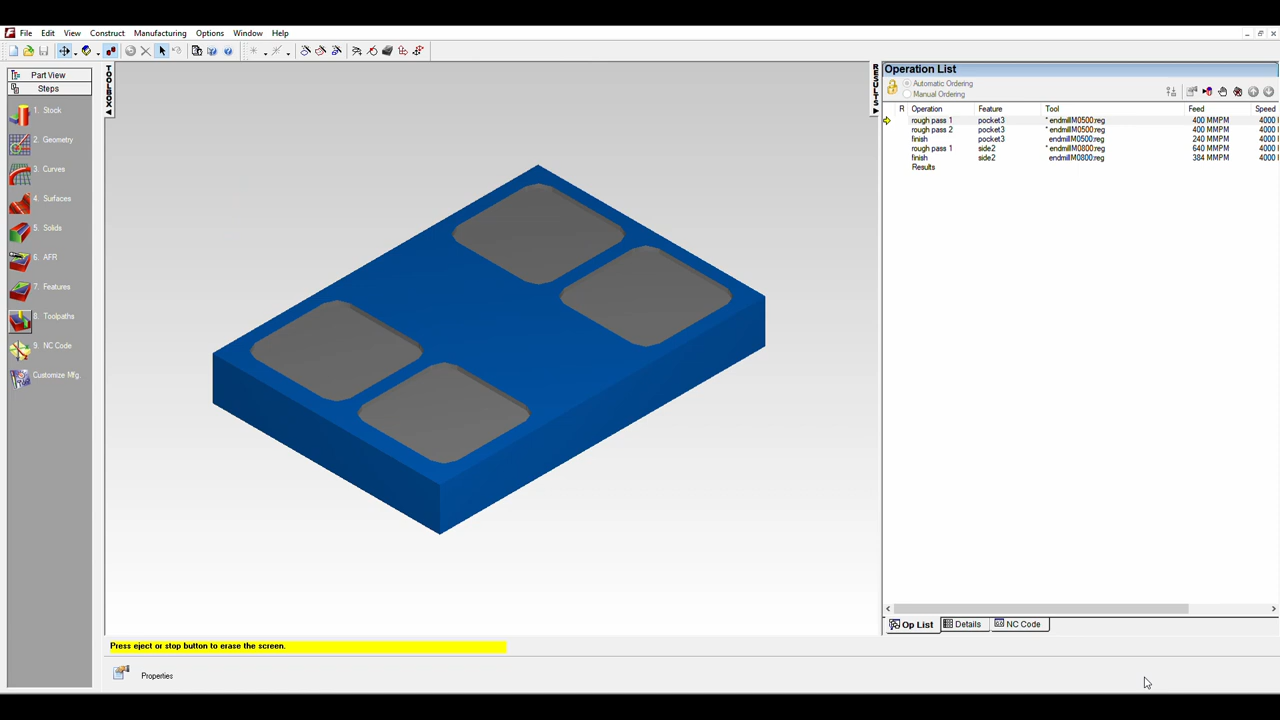 File Edit View Construct Manufacturing Options Window Help
Part View
Steps
1. Stock
2. Geometry
3. Curves
4. Surfaces
5. Solids
6. AFR
7. Features
8. Toolpaths
9. NC Code
Customize Mfg.
TOOLBOX
RESULTS
Operation List
Automatic Ordering
Manual Ordering
R Operation Feature Tool Feed Speed
rough pass 1 pocket3 * endmillM0500:reg 400 MMPM 4000
rough pass 2 pocket3 * endmillM0500:reg 400 MMPM 4000
finish pocket3 endmillM0500:reg 240 MMPM 4000
rough pass 1 side2 * endmillM0800:reg 640 MMPM 4000
finish side2 endmillM0800:reg 384 MMPM 4000
Results
Op List Details NC Code
Press eject or stop button to erase the screen.
Properties